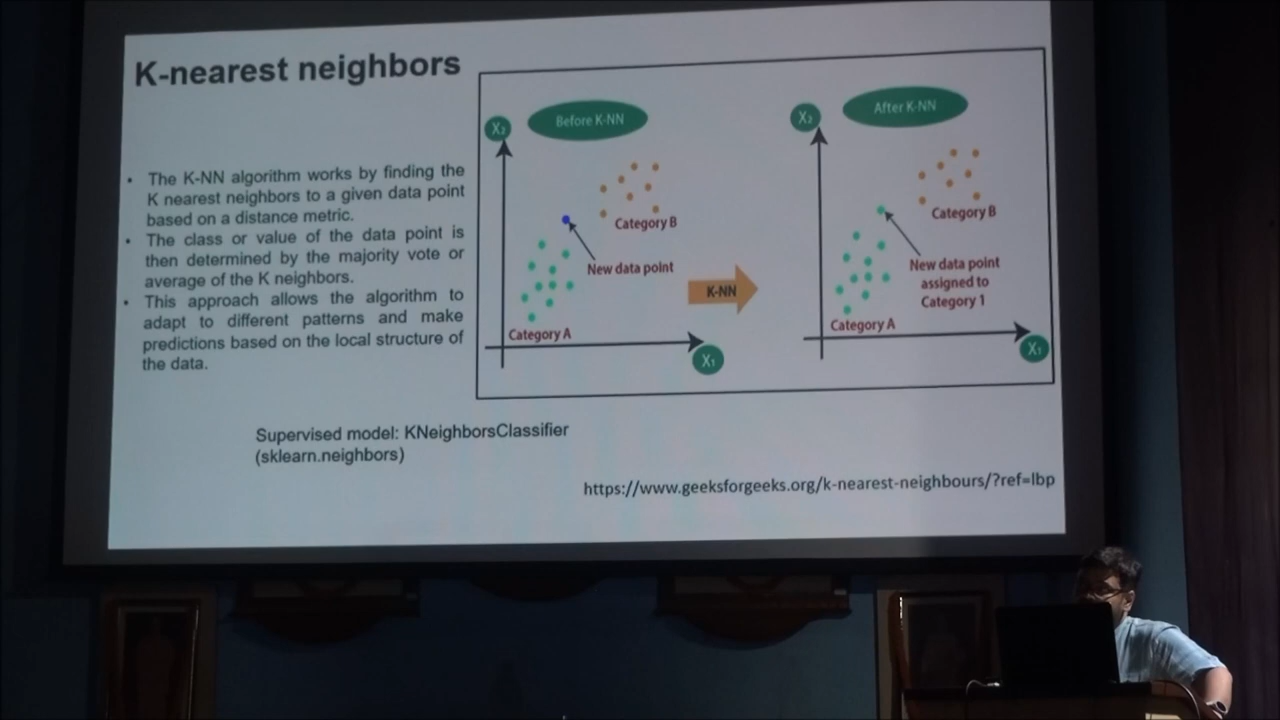 K-nearest neighbors
• The K-NN algorithm works by finding the
K nearest neighbors to a given data point
based on a distance metric.
• The class or value of the data point is
then determined by the majority vote or
average of the K neighbors.
• This approach allows the algorithm to
adapt to different patterns and make
predictions based on the local structure of
the data.
Before K-NN
X₂
Category B
New data point
Category A
X₁
K-NN
After K-NN
X₂
Category B
New data point
assigned to
Category 1
Category A
X₁
Supervised model: KNeighborsClassifier
(sklearn.neighbors)
https://www.geeksforgeeks.org/k-nearest-neighbours/?ref=lbp